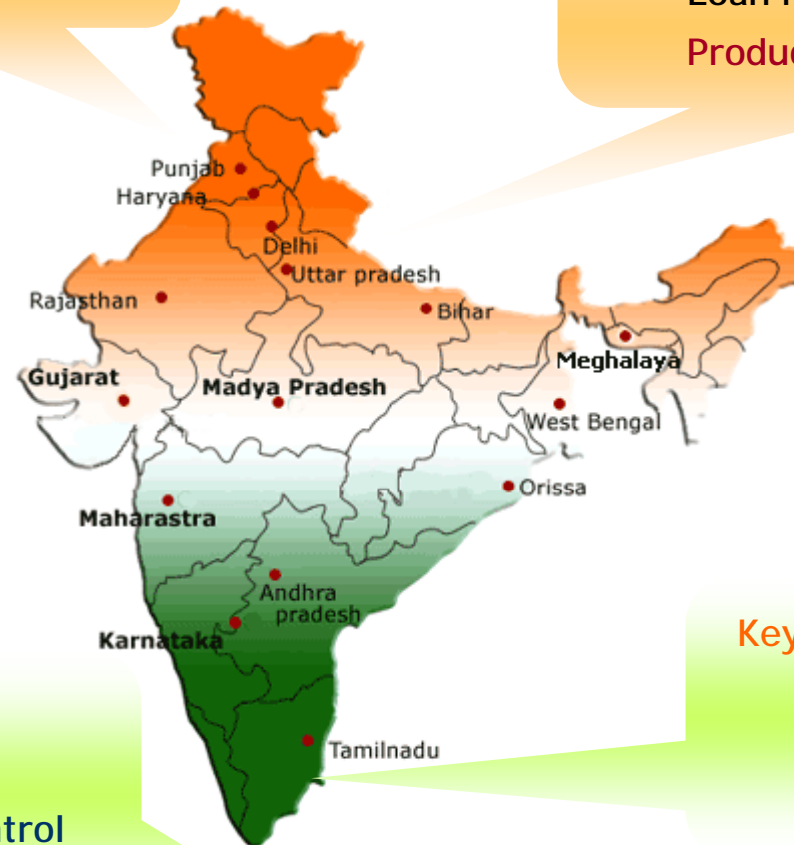 Produ
Punjab
Haryana
Delhi
Uttar pradesh
Rajasthan
Bihar
Meghalaya
Gujarat
Madya Pradesh
West Bengal
Orissa
Maharastra
Andhra
pradesh
Karnataka
Key
Tamilnadu
trol